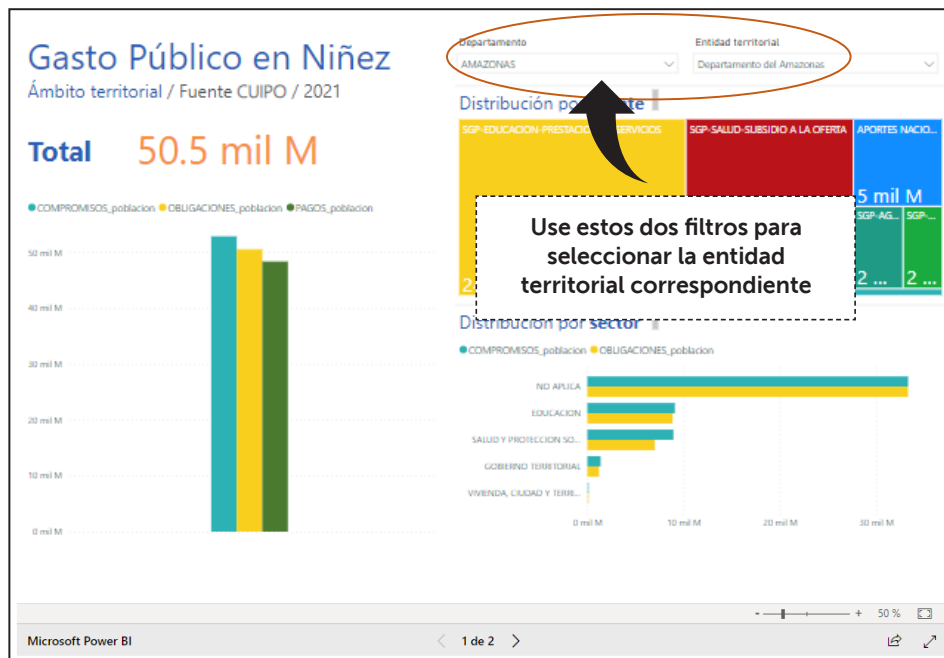 Gasto Público en Niñez
Ámbito territorial / Fuente CUIPO / 2021
Total 50.5 mil M
COMPROMISOS_poblacion OBLIGACIONES_poblacion PAGOS_poblacion
50 mil M
40 mil M
30 mil M
20 mil M
10 mil M
0 mil M
Departamento
AMAZONAS
Entidad territorial
Departamento del Amazonas
Distribución por
SGP-EDUCACION-PRESTACIO SERVICIOS
SGP-SALUD-SUBSIDIO A LA OFERTA
APORTES NACIO...
5 mil M
SGP-AG...
SGP-...
2
2 ...
2 ...
Use estos dos filtros para
seleccionar la entidad
territorial correspondiente
Distribución por sector
COMPROMISOS_poblacion OBLIGACIONES_poblacion
NO APLICA
EDUCACION
SALUD Y PROTECCION SO...
GOBIERNO TERRITORIAL
VIVIENDA, CIUDAD Y TERRI...
0 mil M 10 mil M 20 mil M 30 mil M
- + 50 %
Microsoft Power BI
1 de 2